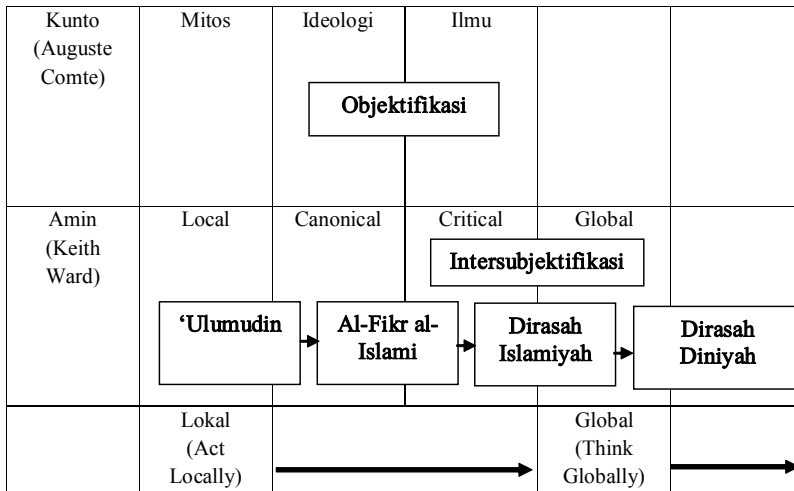 Kunto
(Auguste
Comte)
Mitos
Ideologi
Ilmu
Objektifikasi
Amin
(Keith
Ward)
Local
Canonical
Critical
Global
Intersubjektifikasi
‘Ulumudin
Al-Fikr al-
Islami
Dirasah
Islamiyah
Dirasah
Diniyah
Lokal
(Act
Locally)
Global
(Think
Globally)